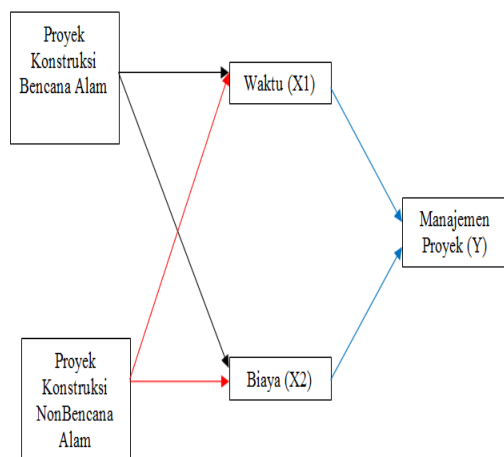 Proyek
Konstruksi
Bencana Alam
Waktu (X1)
Manajemen
Proyek (Y)
Proyek
Konstruksi
NonBencana
Alam
Biaya (X2)